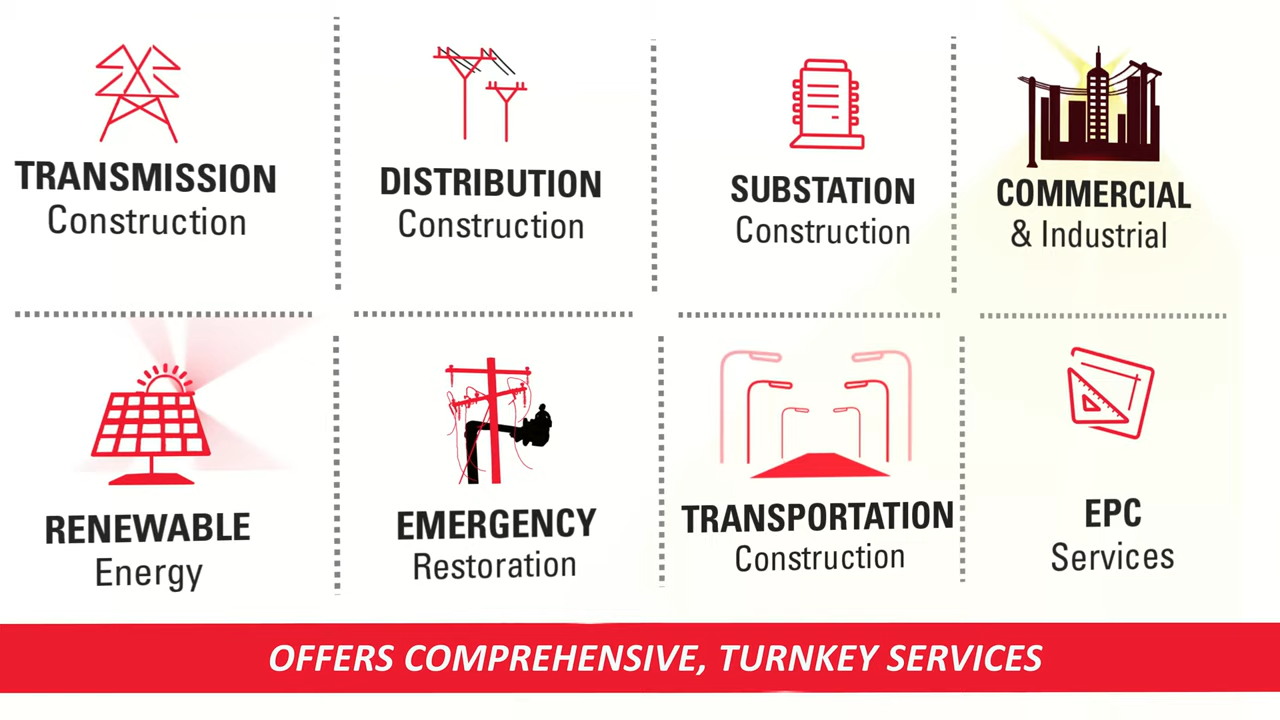 TRANSMISSION
Construction
DISTRIBUTION
Construction
SUBSTATION
Construction
COMMERCIAL
& Industrial
RENEWABLE
Energy
EMERGENCY
Restoration
TRANSPORTATION
Construction
EPC
Services
OFFERS COMPREHENSIVE, TURNKEY SERVICES